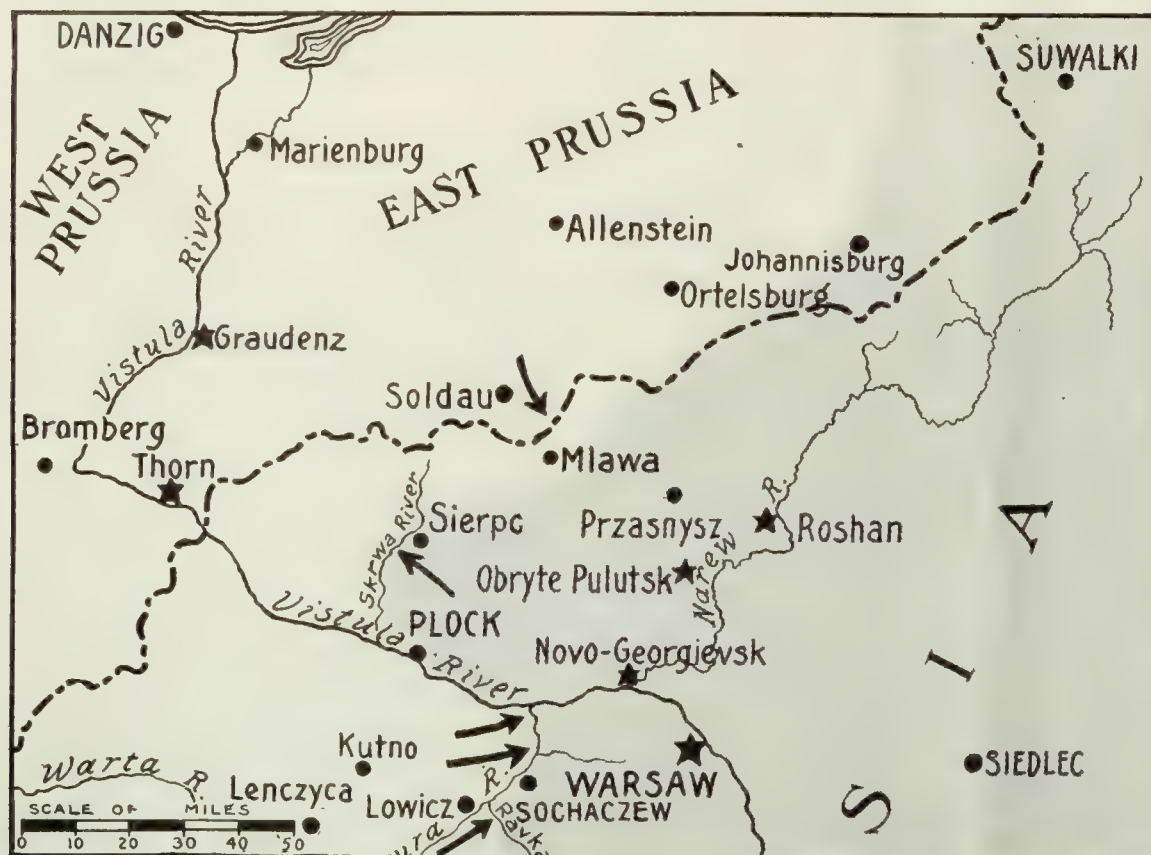 DANZIG
SUWALKI
WEST PRUSSIA
EAST PRUSSIA
Marienburg
River
Allenstein
Johannisburg
Ortelsburg
Vistula
Graudenz
Soldau
Bromberg
Thorn
Mlawa
Sierpc
Skrwa River
Przasnysz
R.
Roshan
Narew
Obryte Pulutsk
Vistula River
PLOCK
Novo-Georgievsk
S I A
Kutno
WARSAW
SIEDLEC
Warta R.
Lenczyca
Lowicz
R.
SOCHACZEW
SCALE OF MILES
0 10 20 30 40 50